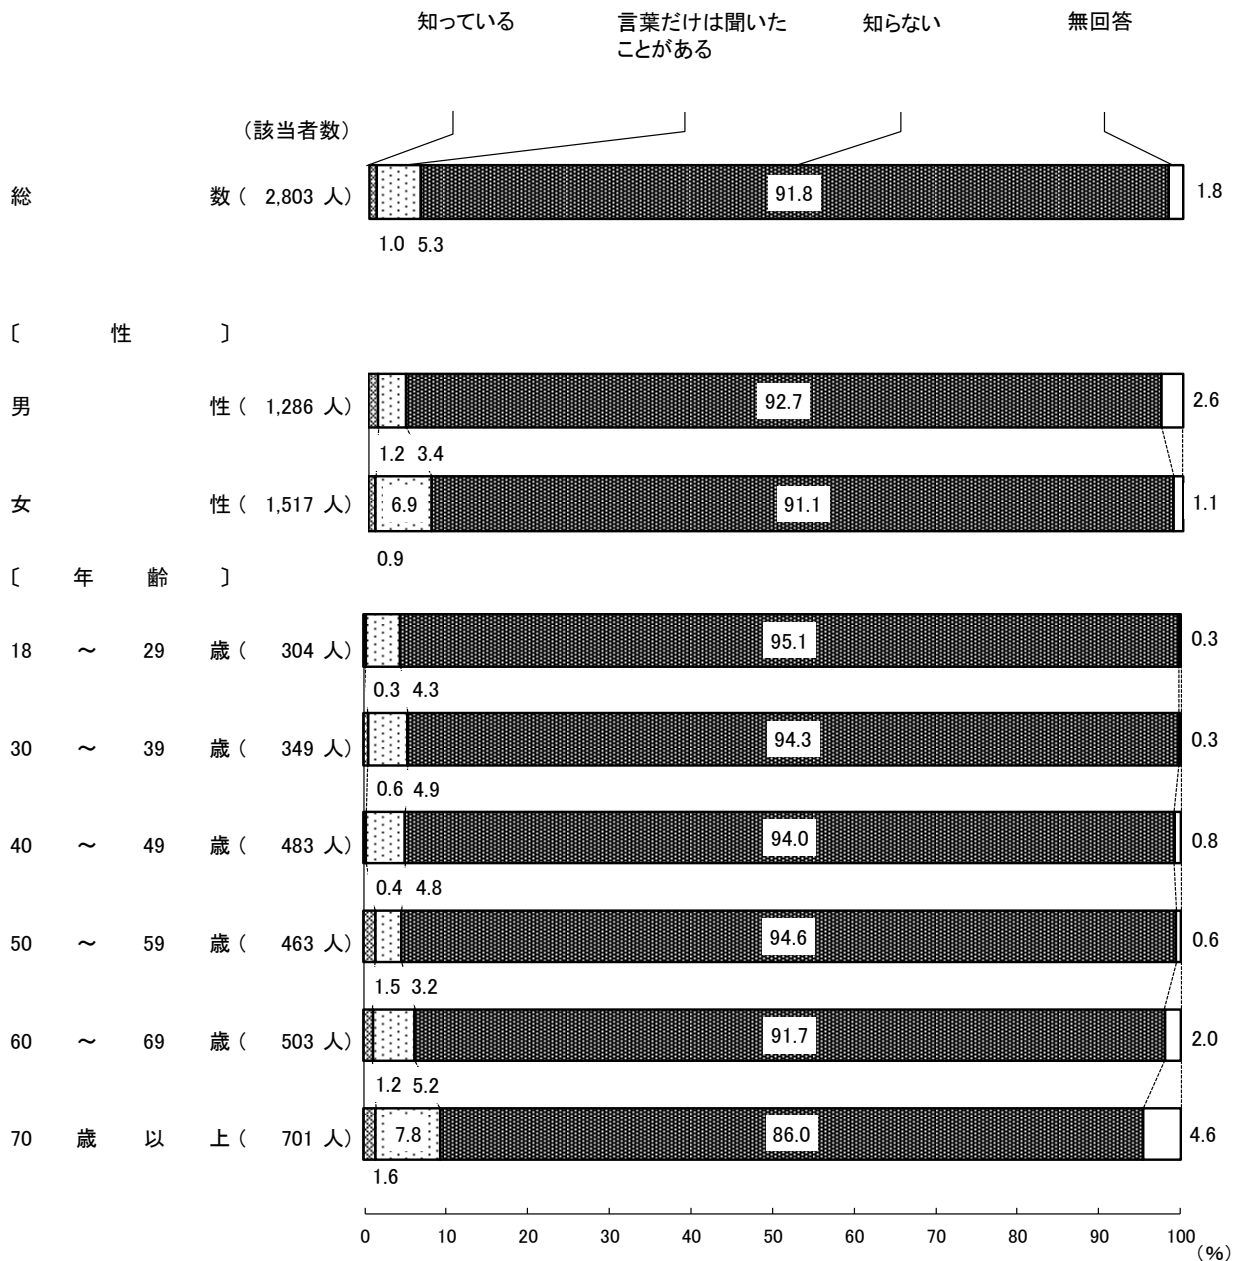 知っている 言葉だけは聞いた 知らない 無回答
ことがある
（該当者数）
総 数 （ 2,803 人） 91.8 1.8
1.0 5.3
〔 性 〕
男 性 （ 1,286 人） 92.7 2.6
1.2 3.4
女 性 （ 1,517 人） 6.9 91.1 1.1
0.9
〔 年 齢 〕
18 ～ 29 歳 （ 304 人） 95.1 0.3
0.3 4.3
30 ～ 39 歳 （ 349 人） 94.3 0.3
0.6 4.9
40 ～ 49 歳 （ 483 人） 94.0 0.8
0.4 4.8
50 ～ 59 歳 （ 463 人） 94.6 0.6
1.5 3.2
60 ～ 69 歳 （ 503 人） 91.7 2.0
1.2 5.2
70 歳 以 上 （ 701 人） 7.8 86.0 4.6
1.6
0 10 20 30 40 50 60 70 80 90 100
（％）